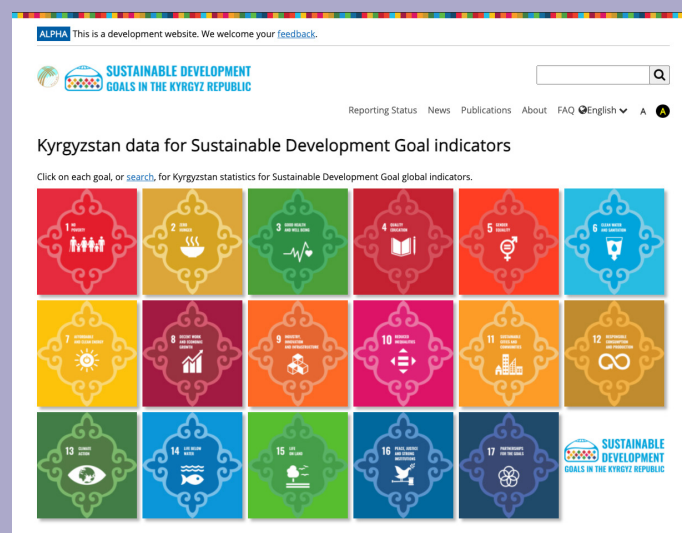 ALPHA This is a development website. We welcome your feedback.
SUSTAINABLE DEVELOPMENT
GOALS IN THE KYRGYZ REPUBLIC
Reporting Status News Publications About FAQ English A A
Kyrgyzstan data for Sustainable Development Goal indicators
Click on each goal, or search, for Kyrgyzstan statistics for Sustainable Development Goal global indicators.
1 NO
POVERTY
2 ZERO
HUNGER
3 GOOD HEALTH
AND WELL-BEING
4 QUALITY
EDUCATION
5 GENDER
EQUALITY
6 CLEAN WATER
AND SANITATION
7 AFFORDABLE
AND CLEAN ENERGY
8 DECENT WORK
AND ECONOMIC
GROWTH
9 INDUSTRY,
INNOVATION
AND INFRASTRUCTURE
10 REDUCED
INEQUALITIES
11 SUSTAINABLE
CITIES AND
COMMUNITIES
12 RESPONSIBLE
CONSUMPTION
AND PRODUCTION
13 CLIMATE
ACTION
14 LIFE BELOW
WATER
15 LIFE
ON LAND
16 PEACE, JUSTICE
AND STRONG
INSTITUTIONS
17 PARTNERSHIPS
FOR THE GOALS
SUSTAINABLE
DEVELOPMENT
GOALS IN THE KYRGYZ REPUBLIC